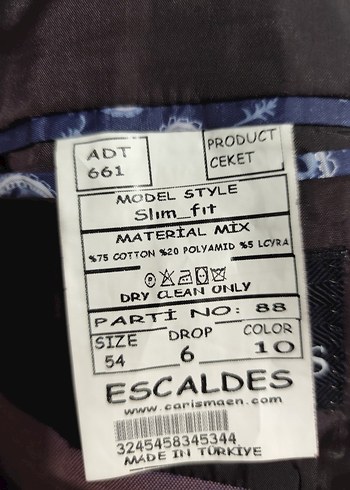 ADT
661
PRODUCT
CEKET
MODEL STYLE
Slim_fit
MATERİAL MİX
%75 COTTON %20 POLYAMID %5 LCYRA
DRY CLEAN ONLY
PARTİ NO: 88
SIZE DROP COLOR
54 6 10
ESCALDES
www.carismaen.com
3245458345344
MADE IN TÜRKİYE
S